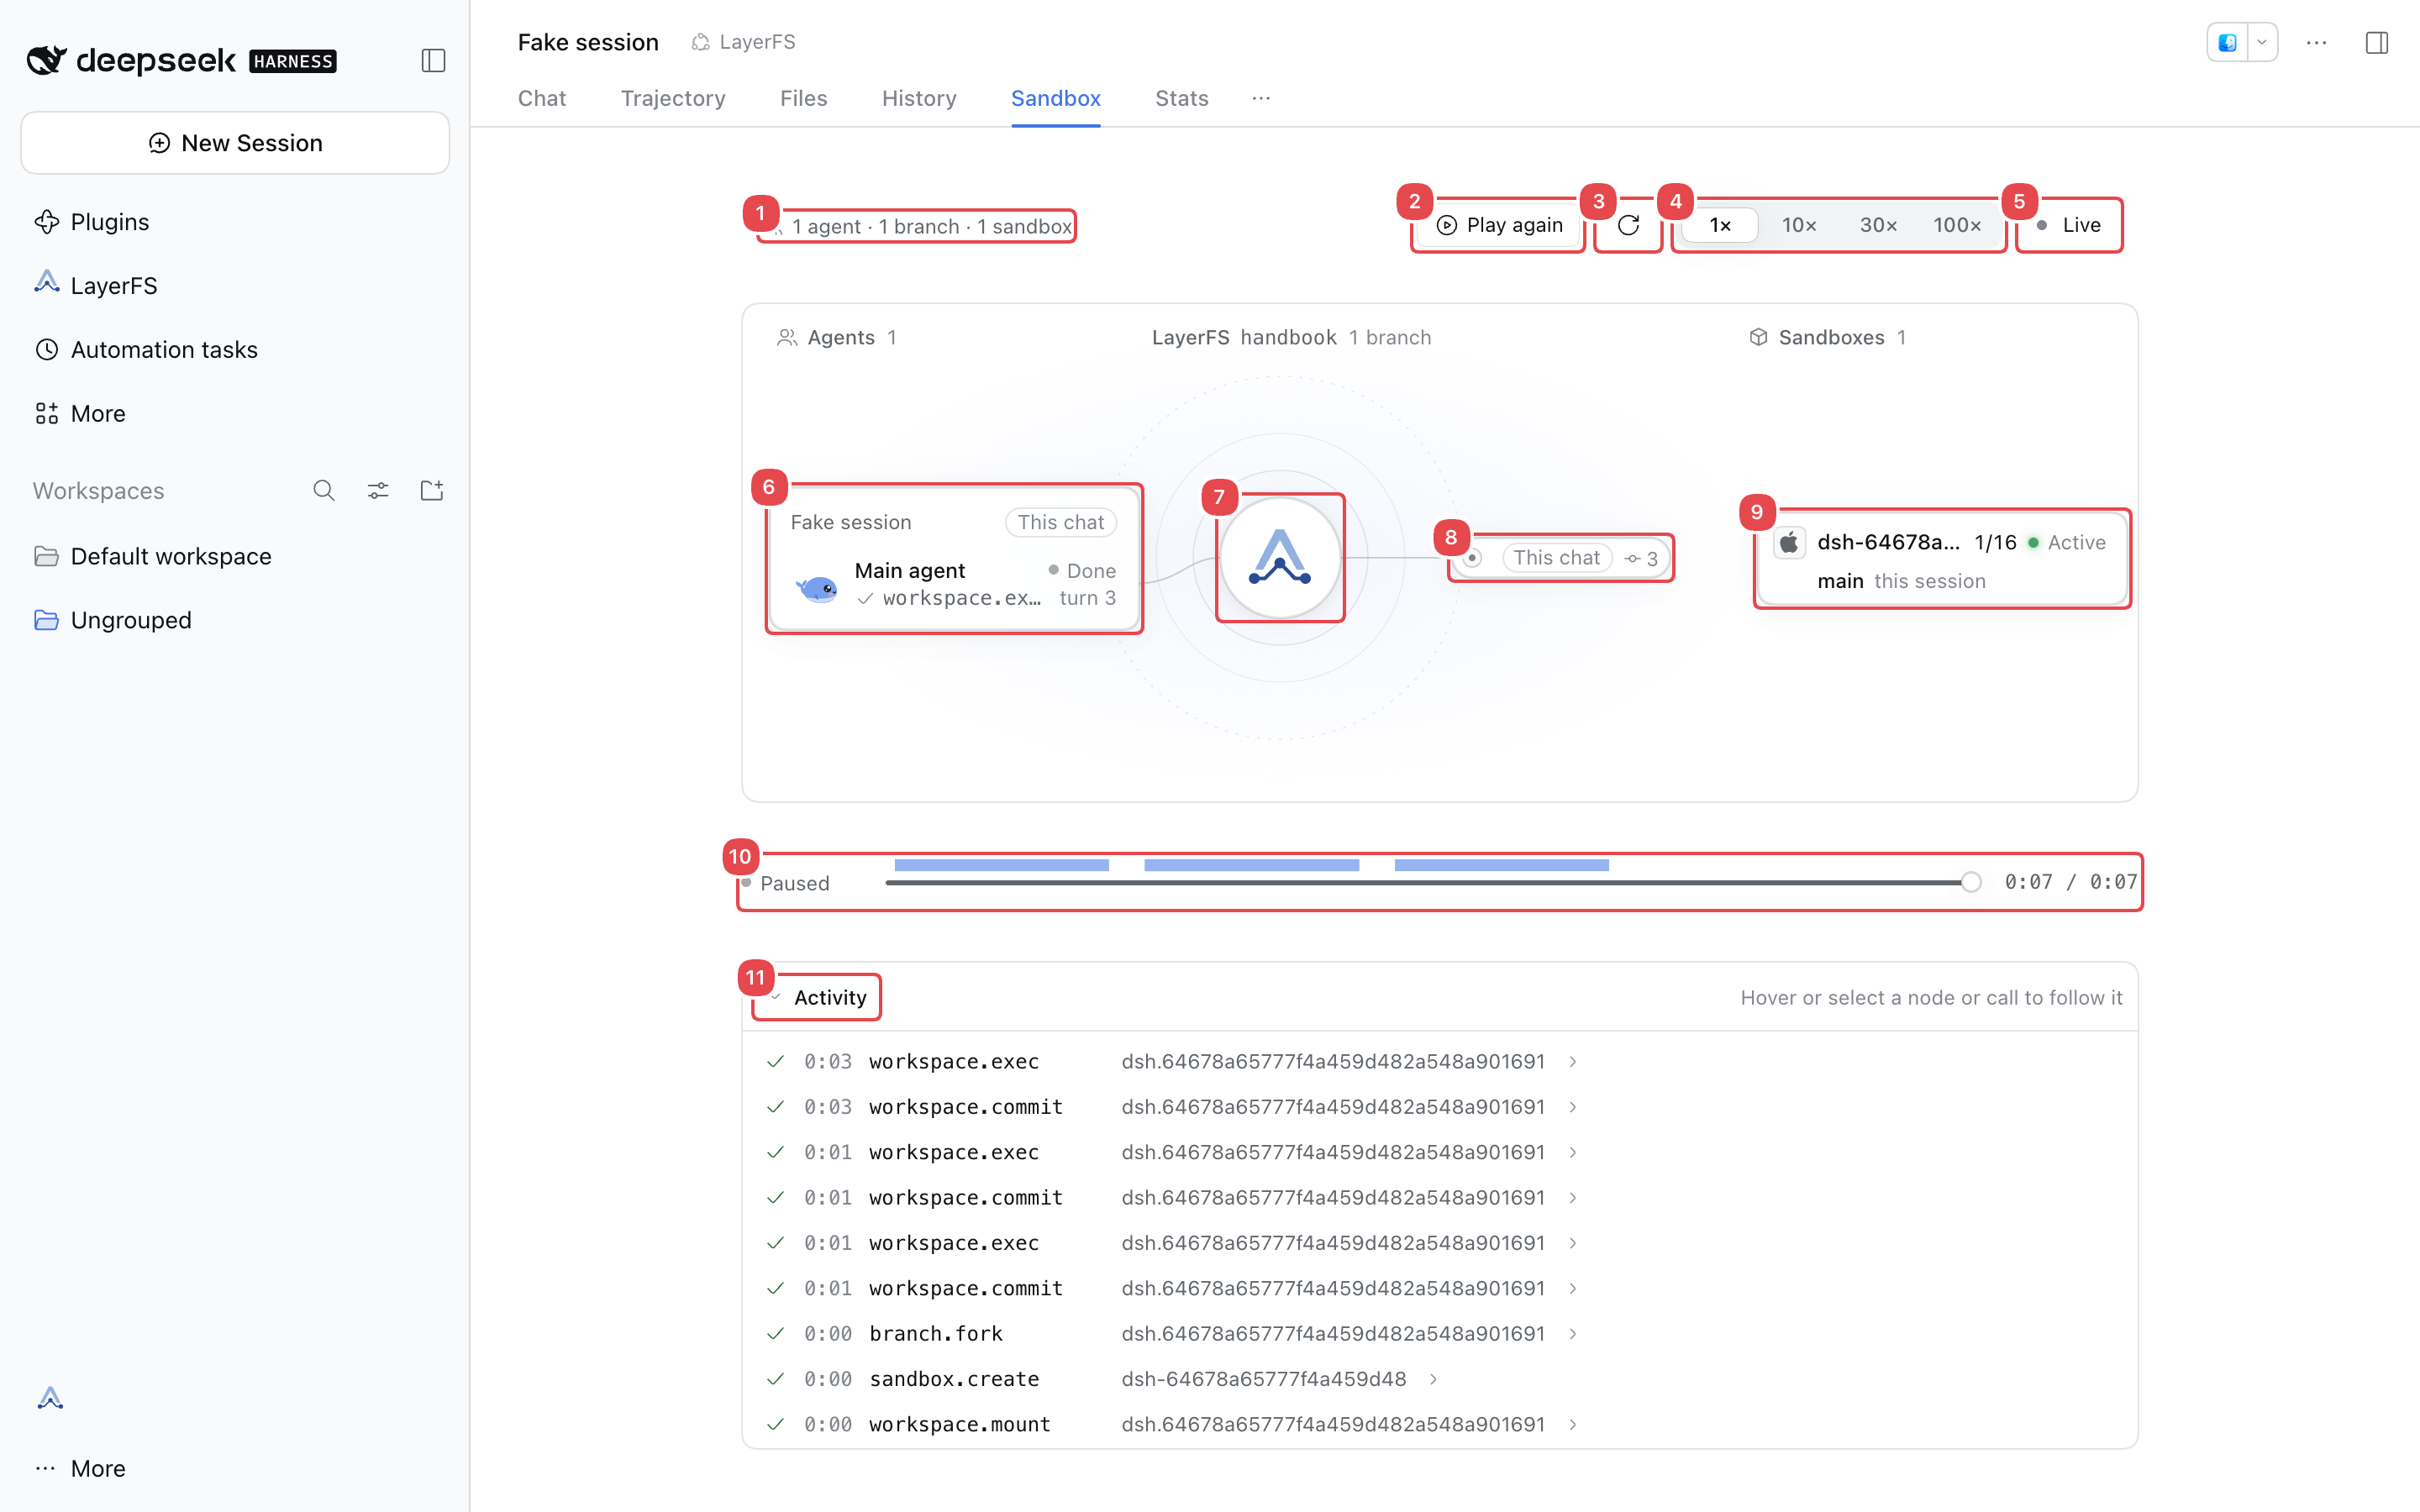 deepseek HARNESS
New Session
Plugins
LayerFS
Automation tasks
More
Workspaces
Default workspace
Ungrouped
More
Fake session LayerFS
Chat Trajectory Files History Sandbox Stats
1 1 agent · 1 branch · 1 sandbox
2 Play again
3
4 1× 10× 30× 100×
5 Live
Agents 1
LayerFS handbook 1 branch
Sandboxes 1
6 Fake session This chat
Main agent Done
workspace.ex... turn 3
7
8 This chat 3
9 dsh-64678a... 1/16 Active
main this session
10 Paused 0:07 / 0:07
11 Activity Hover or select a node or call to follow it
0:03 workspace.exec dsh.64678a65777f4a459d482a548a901691
0:03 workspace.commit dsh.64678a65777f4a459d482a548a901691
0:01 workspace.exec dsh.64678a65777f4a459d482a548a901691
0:01 workspace.commit dsh.64678a65777f4a459d482a548a901691
0:01 workspace.exec dsh.64678a65777f4a459d482a548a901691
0:01 workspace.commit dsh.64678a65777f4a459d482a548a901691
0:00 branch.fork dsh.64678a65777f4a459d482a548a901691
0:00 sandbox.create dsh-64678a65777f4a459d48
0:00 workspace.mount dsh.64678a65777f4a459d482a548a901691